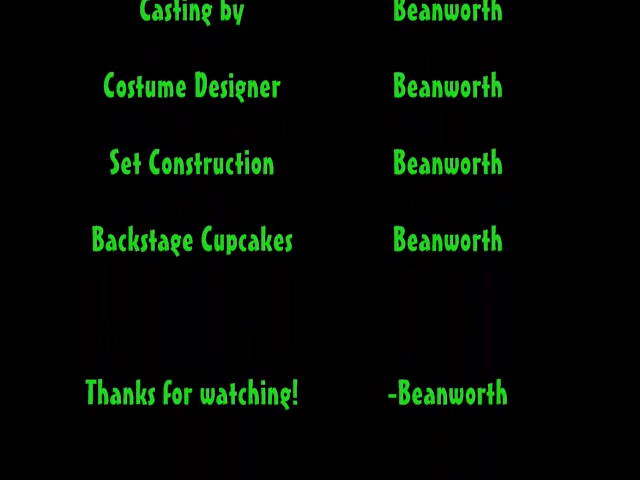 Casting by Beanworth
Costume Designer Beanworth
Set Construction Beanworth
Backstage Cupcakes Beanworth
Thanks for watching! -Beanworth